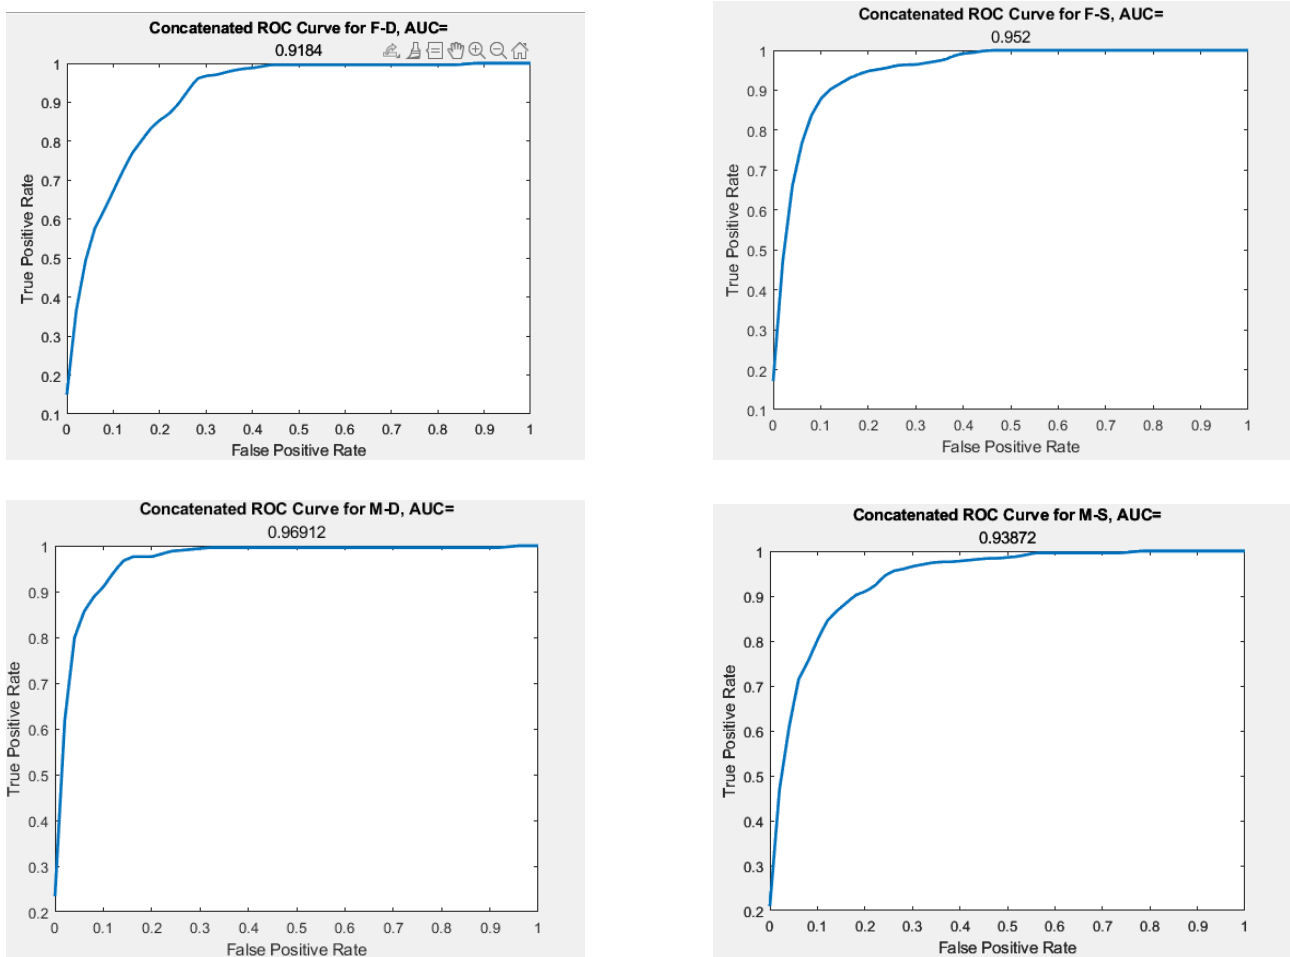 Concatenated ROC Curve for F-D, AUC=
0.9184
1
0.9
0.8
0.7
0.6
0.5
0.4
0.3
0.2
0.1
True Positive Rate
0 0.1 0.2 0.3 0.4 0.5 0.6 0.7 0.8 0.9 1
False Positive Rate
Concatenated ROC Curve for F-S, AUC=
0.952
1
0.9
0.8
0.7
0.6
0.5
0.4
0.3
0.2
0.1
True Positive Rate
0 0.1 0.2 0.3 0.4 0.5 0.6 0.7 0.8 0.9 1
False Positive Rate
Concatenated ROC Curve for M-D, AUC=
0.96912
1
0.9
0.8
0.7
0.6
0.5
0.4
0.3
0.2
True Positive Rate
0 0.1 0.2 0.3 0.4 0.5 0.6 0.7 0.8 0.9 1
False Positive Rate
Concatenated ROC Curve for M-S, AUC=
0.93872
1
0.9
0.8
0.7
0.6
0.5
0.4
0.3
0.2
True Positive Rate
0 0.1 0.2 0.3 0.4 0.5 0.6 0.7 0.8 0.9 1
False Positive Rate